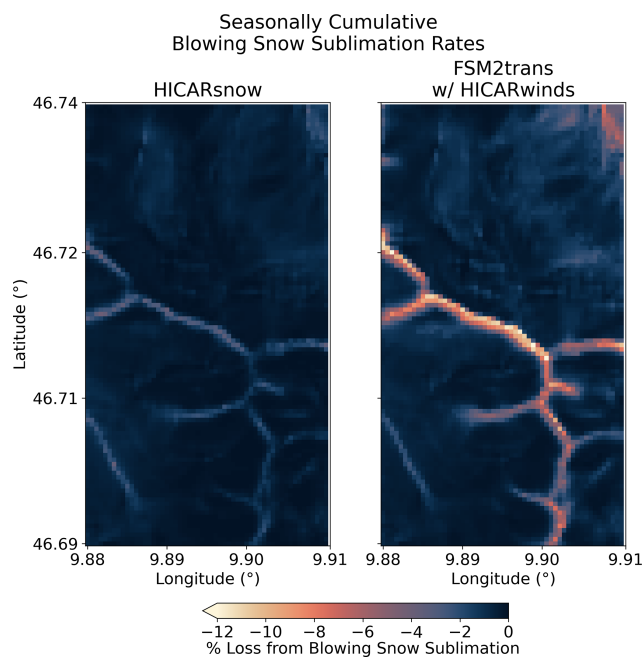 Seasonally Cumulative
Blowing Snow Sublimation Rates
HICARsnow
FSM2trans
w/ HICARwinds
46.74
46.72
46.71
46.69
Latitude (°)
9.88 9.89 9.90 9.91
Longitude (°)
9.88 9.89 9.90 9.91
Longitude (°)
−12 −10 −8 −6 −4 −2 0
% Loss from Blowing Snow Sublimation